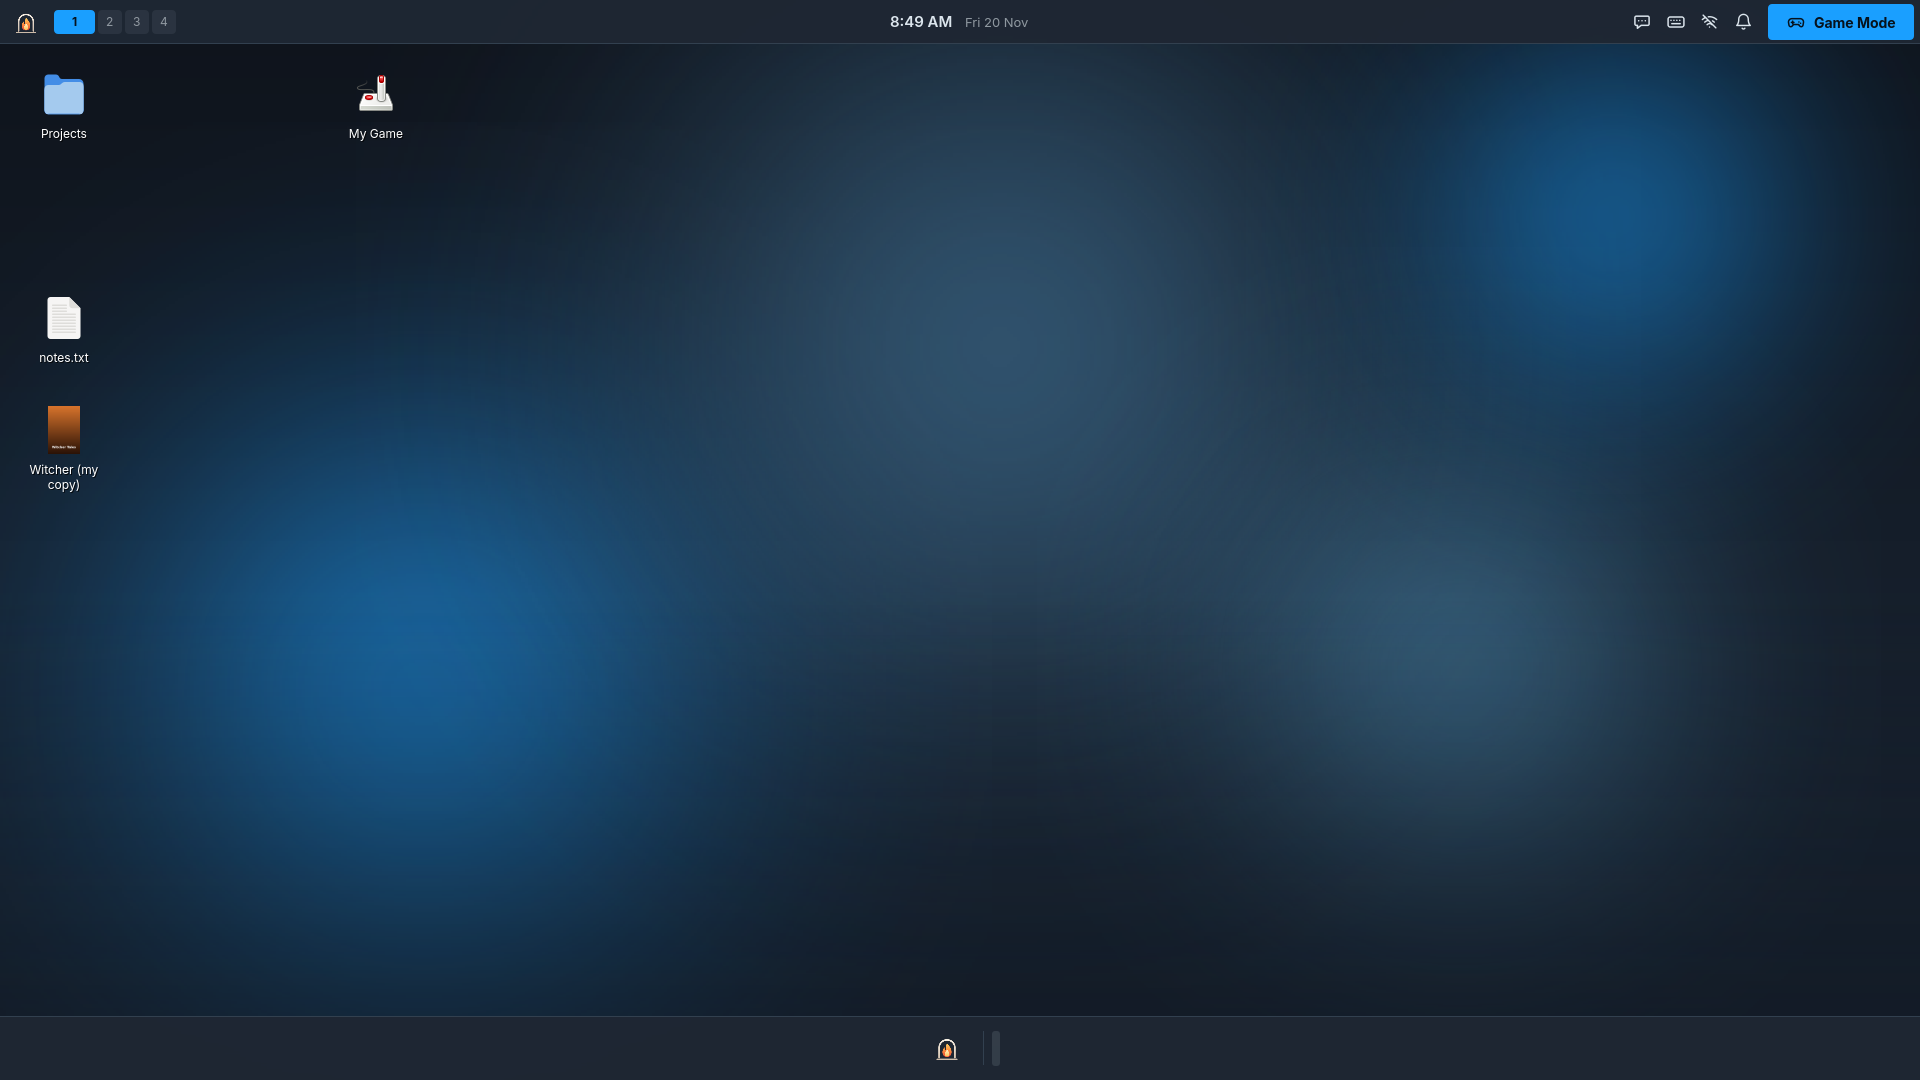 1 2 3 4
8:49 AM Fri 20 Nov
Game Mode
Projects
My Game
notes.txt
Witcher (my
copy)